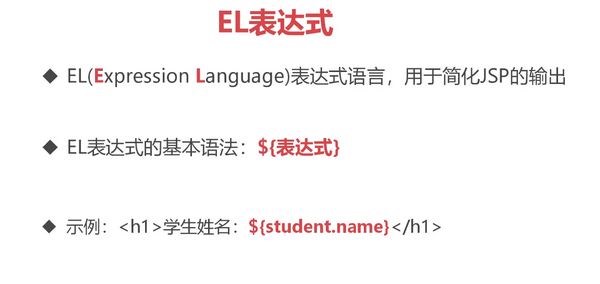 EL表达式
◆ EL(Expression Language)表达式语言，用于简化JSP的输出
◆ EL表达式的基本语法：${表达式}
◆ 示例：<h1>学生姓名：${student.name}</h1>